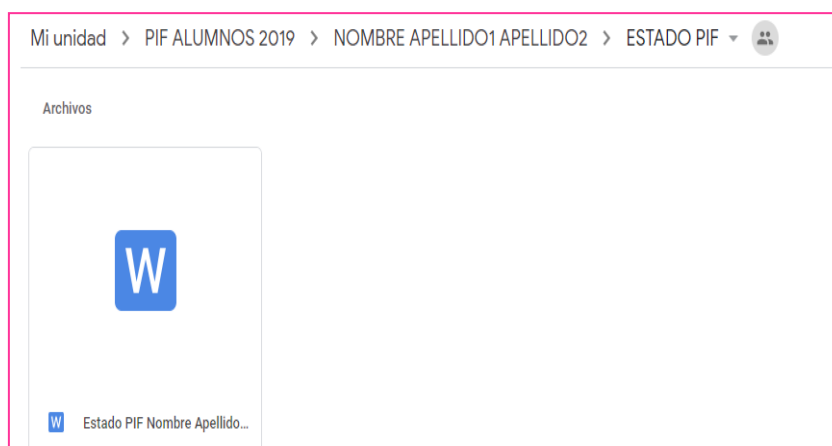 Mi unidad > PIF ALUMNOS 2019 > NOMBRE APELLIDO1 APELLIDO2 > ESTADO PIF
Archivos
W
W Estado PIF Nombre Apellido...